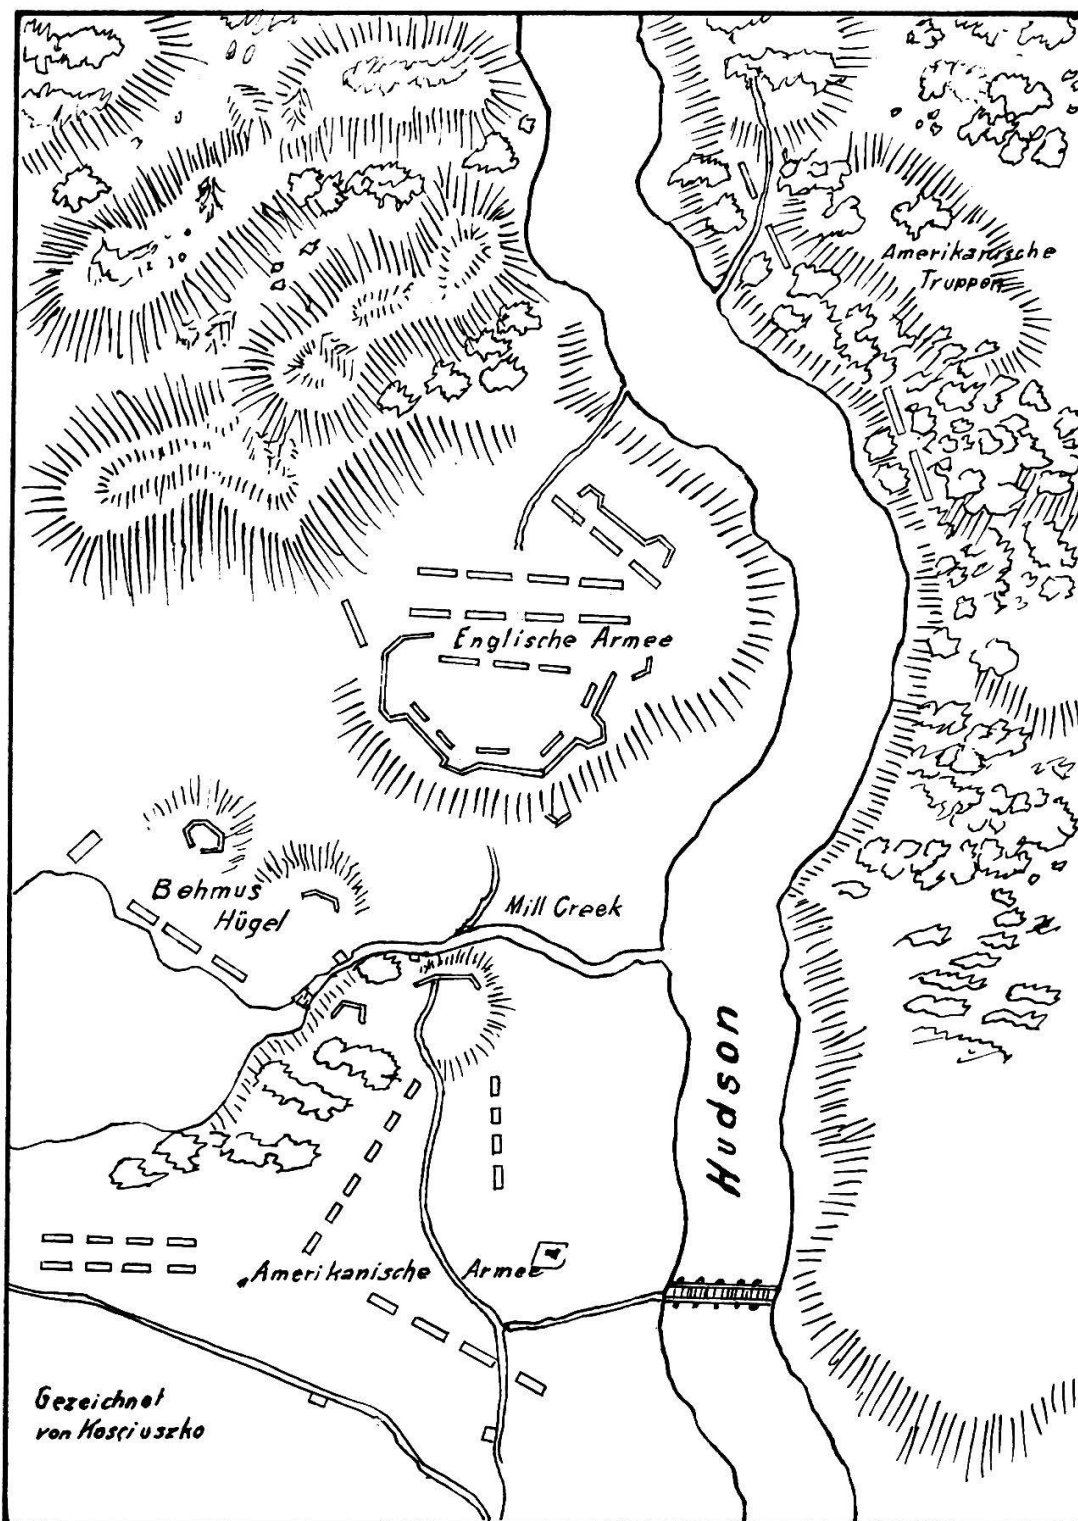 Amerikanische
Truppen
Englische Armee
Behmus
Hügel
Mill Creek
Hudson
Amerikanische Armee
Gezeichnet
von Kosciuszko